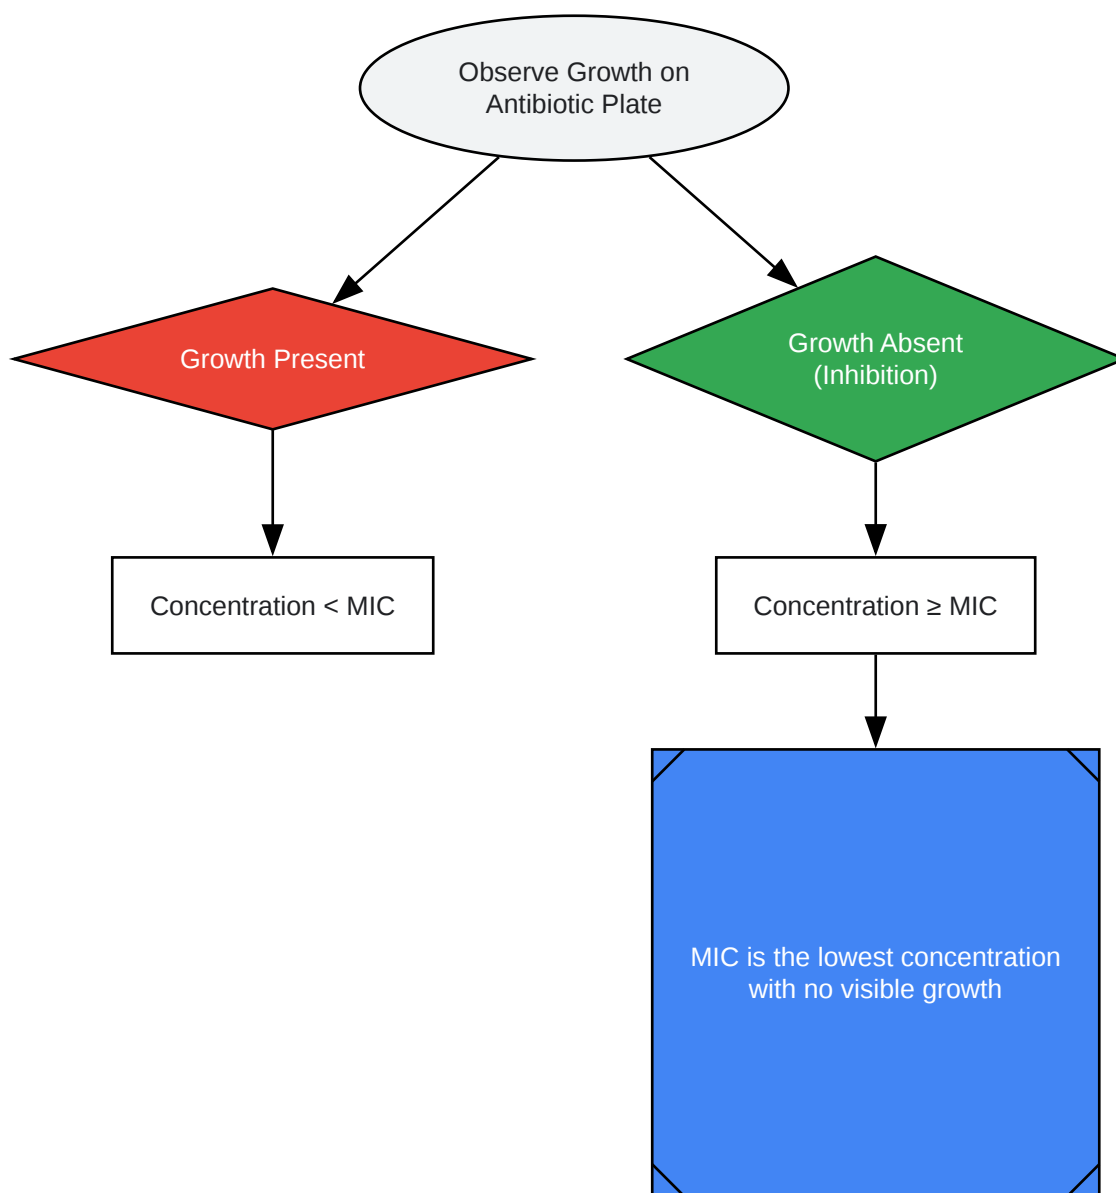 Observe Growth on
Antibiotic Plate
Growth Present
Growth Absent
(Inhibition)
Concentration < MIC
Concentration ≥ MIC
MIC is the lowest concentration
with no visible growth